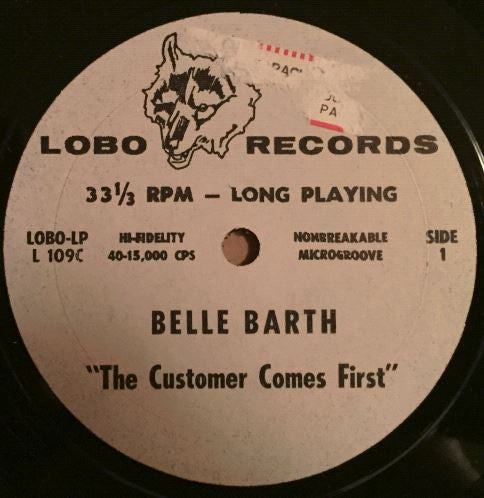 PA
LOBO RECORDS
33⅓ RPM – LONG PLAYING
LOBO-LP HI-FIDELITY NONBREAKABLE SIDE
L 109C 40-15,000 CPS MICROGROOVE 1
BELLE BARTH
"The Customer Comes First"